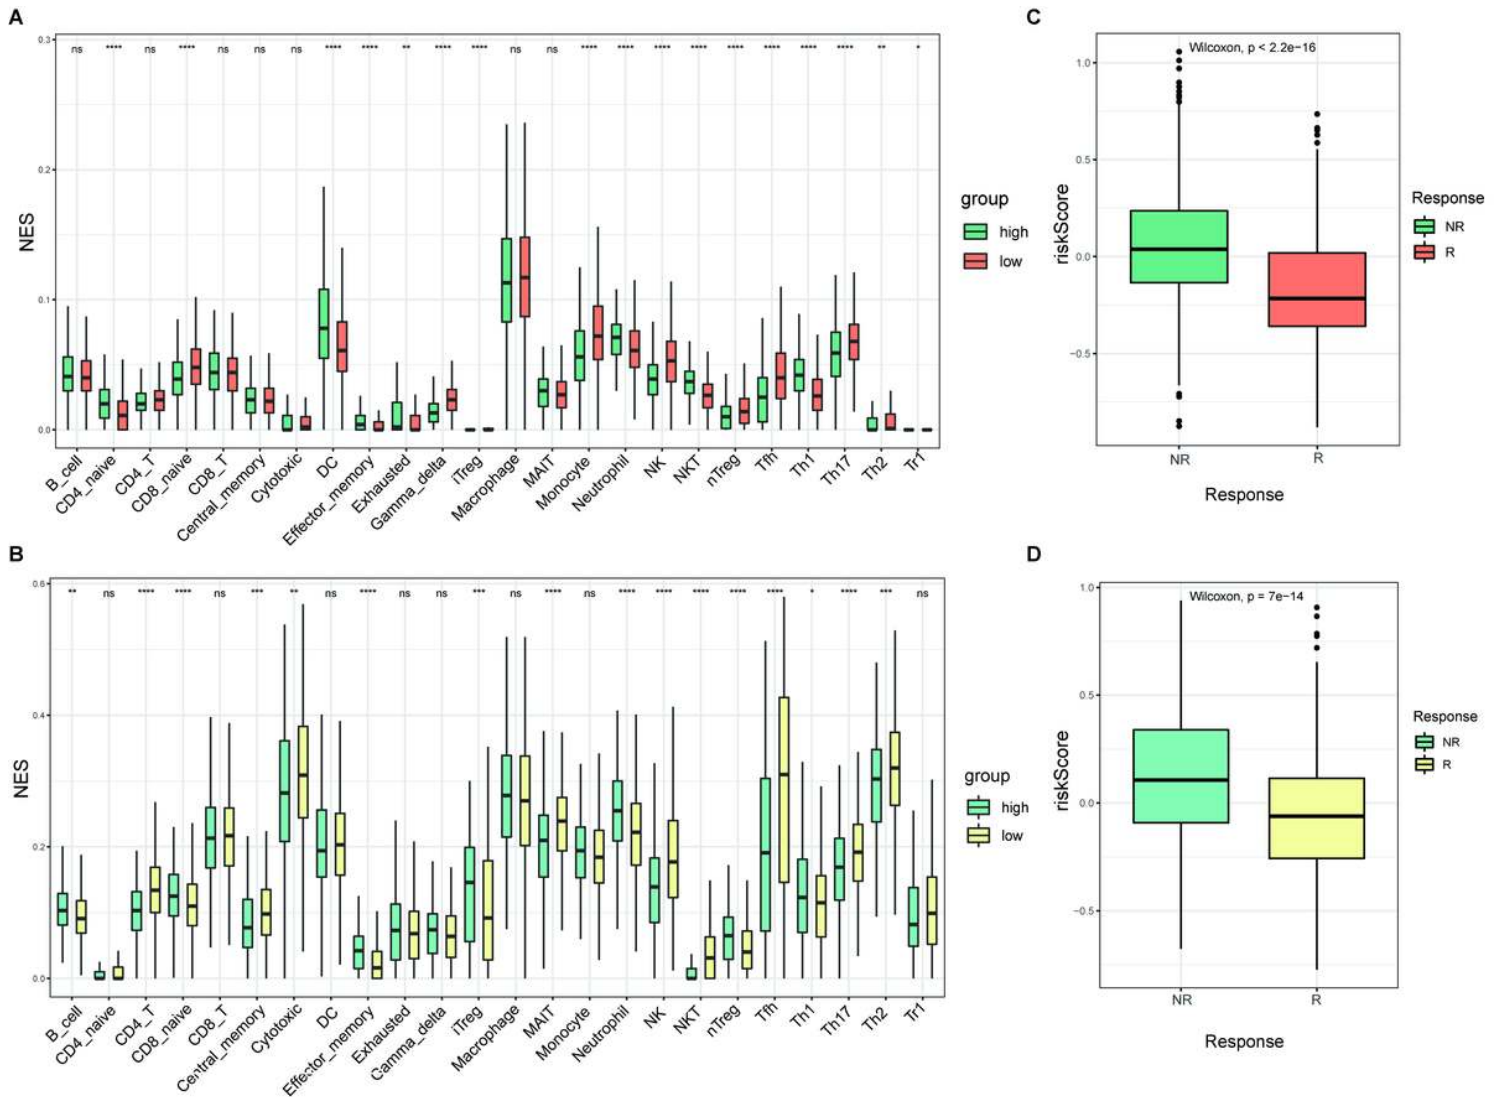 A
0.3
0.2
0.1
0.0
NES
ns **** ns **** ns ns ns **** **** ** **** **** ns ns **** **** **** **** **** **** **** **** ** *
B_cell
CD4_naive
CD4_T
CD8_naive
CD8_T
Central_memory
Cytotoxic
DC
Effector_memory
Exhausted
Gamma_delta
iTreg
Macrophage
MAIT
Monocyte
Neutrophil
NK
NKT
nTreg
Tfh
Th1
Th17
Th2
Tr1
group
high
low
C
Wilcoxon, p < 2.2e−16
1.0
0.5
0.0
−0.5
riskScore
NR
R
Response
Response
NR
R
B
0.6
0.4
0.2
0.0
NES
** ns **** **** ns *** ** ns **** ns ns *** ns **** ns **** **** **** **** **** * **** *** ns
B_cell
CD4_naive
CD4_T
CD8_naive
CD8_T
Central_memory
Cytotoxic
DC
Effector_memory
Exhausted
Gamma_delta
iTreg
Macrophage
MAIT
Monocyte
Neutrophil
NK
NKT
nTreg
Tfh
Th1
Th17
Th2
Tr1
group
high
low
D
Wilcoxon, p = 7e−14
1.0
0.5
0.0
−0.5
riskScore
NR
R
Response
Response
NR
R